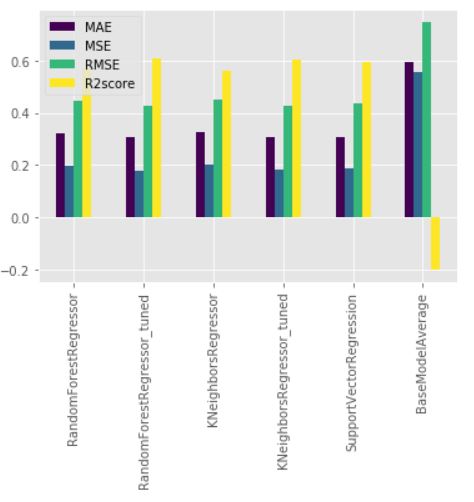 MAE
MSE
RMSE
R2score
0.6
0.4
0.2
0.0
−0.2
RandomForestRegressor
RandomForestRegressor_tuned
KNeighborsRegressor
KNeighborsRegressor_tuned
SupportVectorRegression
BaseModelAverage